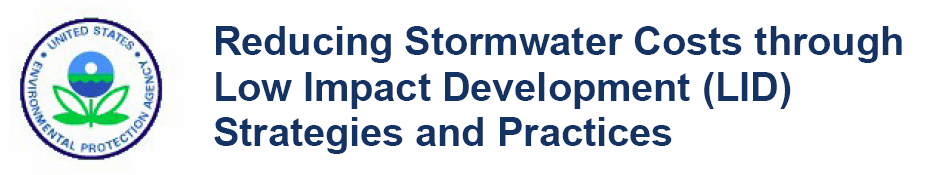 UNITED STATES
ENVIRONMENTAL PROTECTION AGENCY
Reducing Stormwater Costs through
Low Impact Development (LID)
Strategies and Practices